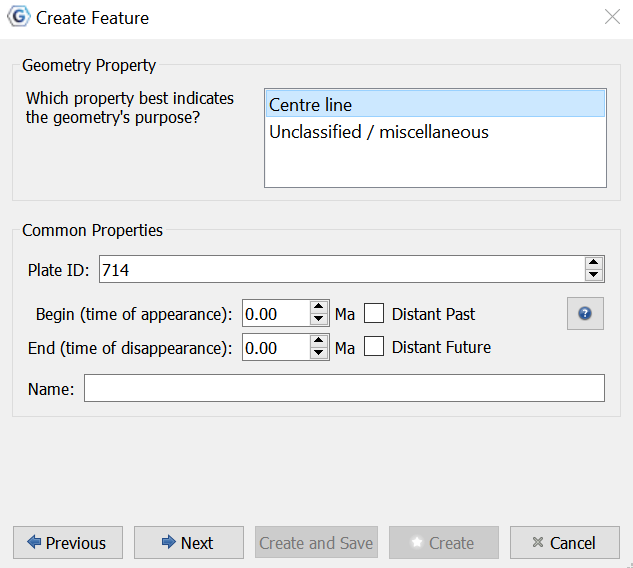 Create Feature
Geometry Property
Which property best indicates
the geometry's purpose?
Centre line
Unclassified / miscellaneous
Common Properties
Plate ID: 714
Begin (time of appearance): 0.00 Ma Distant Past
End (time of disappearance): 0.00 Ma Distant Future
Name:
Previous Next Create and Save Create Cancel